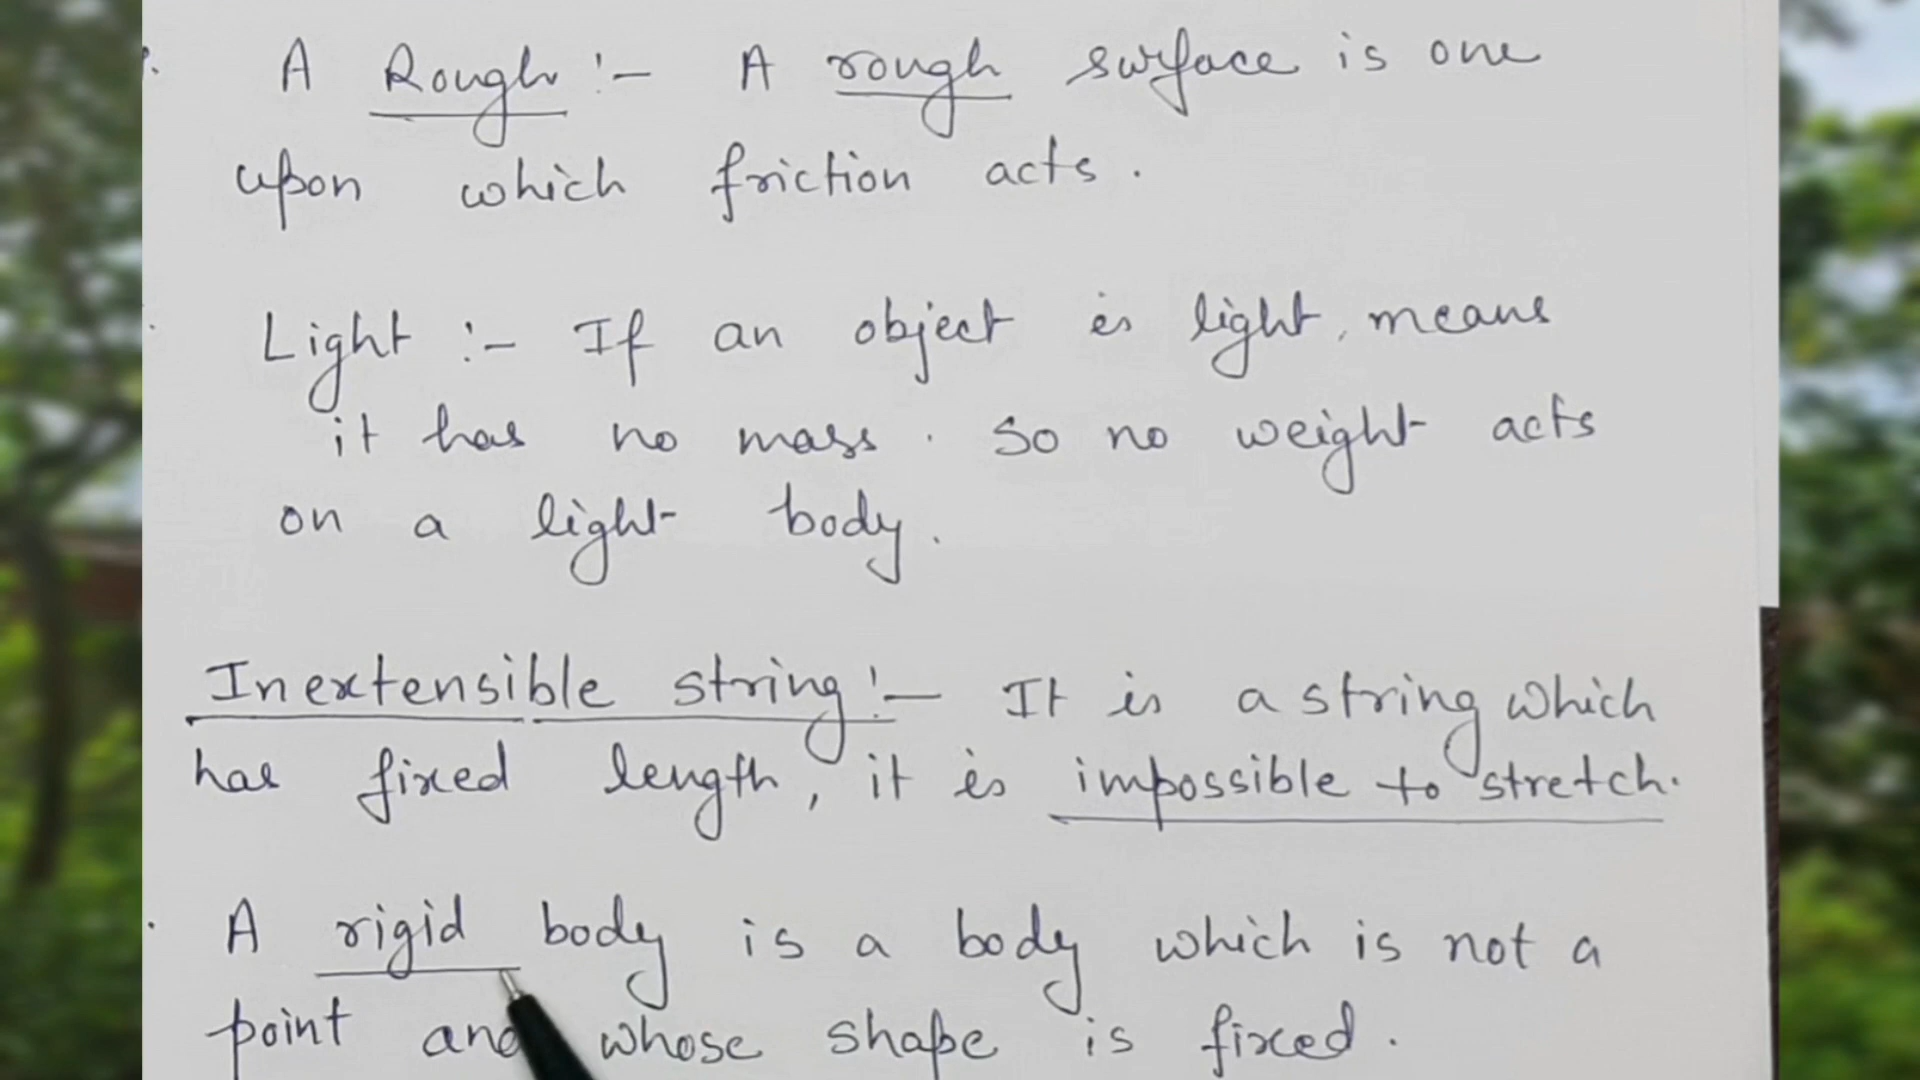 A Rough :- A rough surface is one
upon which friction acts.
Light :- If an object is light, means
it has no mass. So no weight acts
on a light body.
Inextensible string :- It is a string which
has fixed length, it is impossible to stretch.
A rigid body is a body which is not a
point and whose shape is fixed.